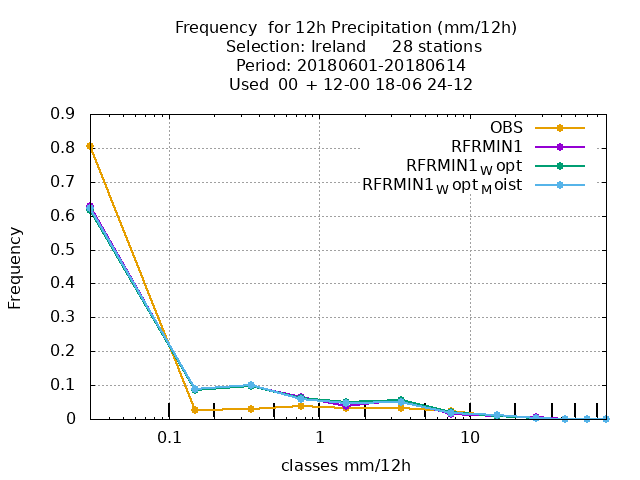 Frequency  for 12h Precipitation (mm/12h)
Selection: Ireland     28 stations
Period: 20180601-20180614
Used  00 + 12-00 18-06 24-12
OBS
RFRMIN1
RFRMIN1_W opt
RFRMIN1_W opt_M oist
0.9
0.8
0.7
0.6
0.5
0.4
0.3
0.2
0.1
0
Frequency
0.1 1 10
classes mm/12h